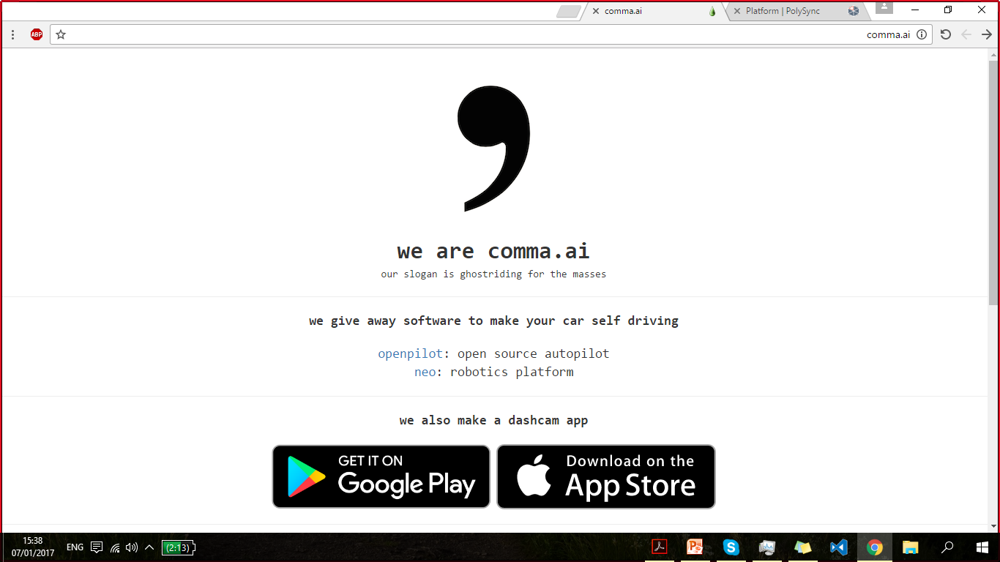 comma.ai
Platform | PolySync
ABP
comma.ai
,
we are comma.ai
our slogan is ghostriding for the masses
we give away software to make your car self driving
openpilot: open source autopilot
neo: robotics platform
we also make a dashcam app
GET IT ON
Google Play
Download on the
App Store
15:38
07/01/2017
ENG
(2:13)